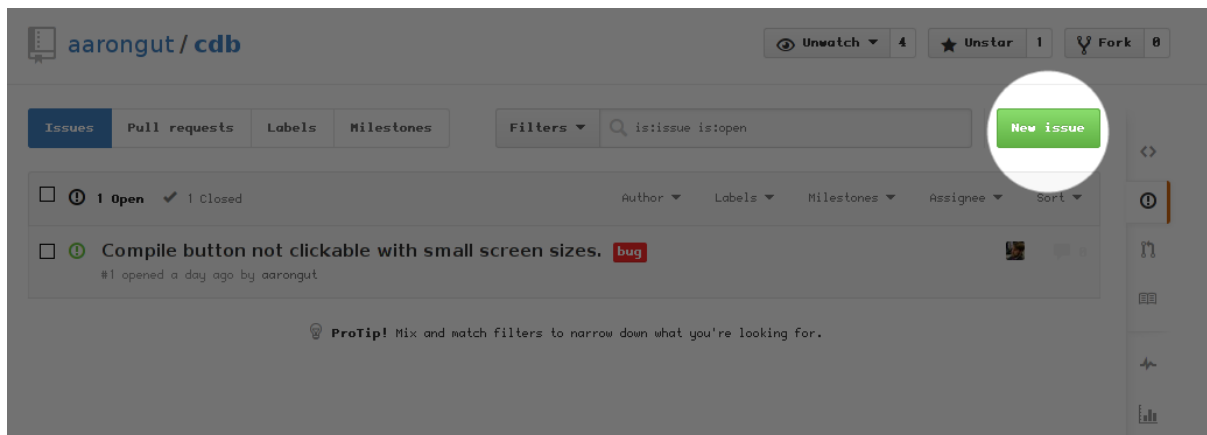 aarongut / cdb
Unwatch 4 Unstar 1 Fork 0
Issues Pull requests Labels Milestones Filters is:issue is:open New issue
1 Open 1 Closed Author Labels Milestones Assignee Sort
Compile button not clickable with small screen sizes. bug
#1 opened a day ago by aarongut
ProTip! Mix and match filters to narrow down what you're looking for.